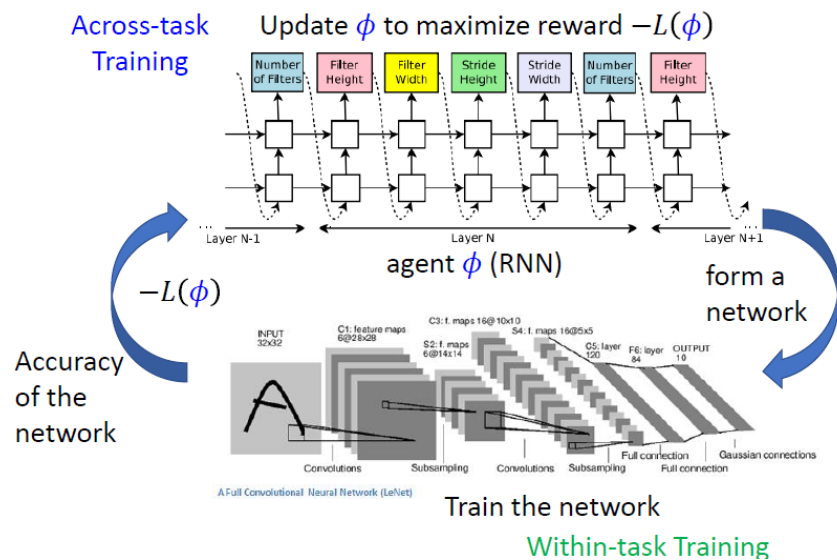 Across-task
Training
Update ϕ to maximize reward −L(ϕ)
Number
of Filters
Filter
Height
Filter
Width
Stride
Height
Stride
Width
Number
of Filters
Filter
Height
... Layer N-1
Layer N
Layer N+1 ...
agent ϕ (RNN)
form a
network
−L(ϕ)
Accuracy
of the
network
INPUT
32x32
C1: feature maps
6@28x28
S2: f. maps
6@14x14
C3: f. maps 16@10x10
S4: f. maps 16@5x5
C5: layer
120
F6: layer
84
OUTPUT
10
Convolutions
Subsampling
Convolutions
Subsampling
Full connection
Full connection
Gaussian connections
A Full Convolutional Neural Network (LeNet)
Train the network
Within-task Training